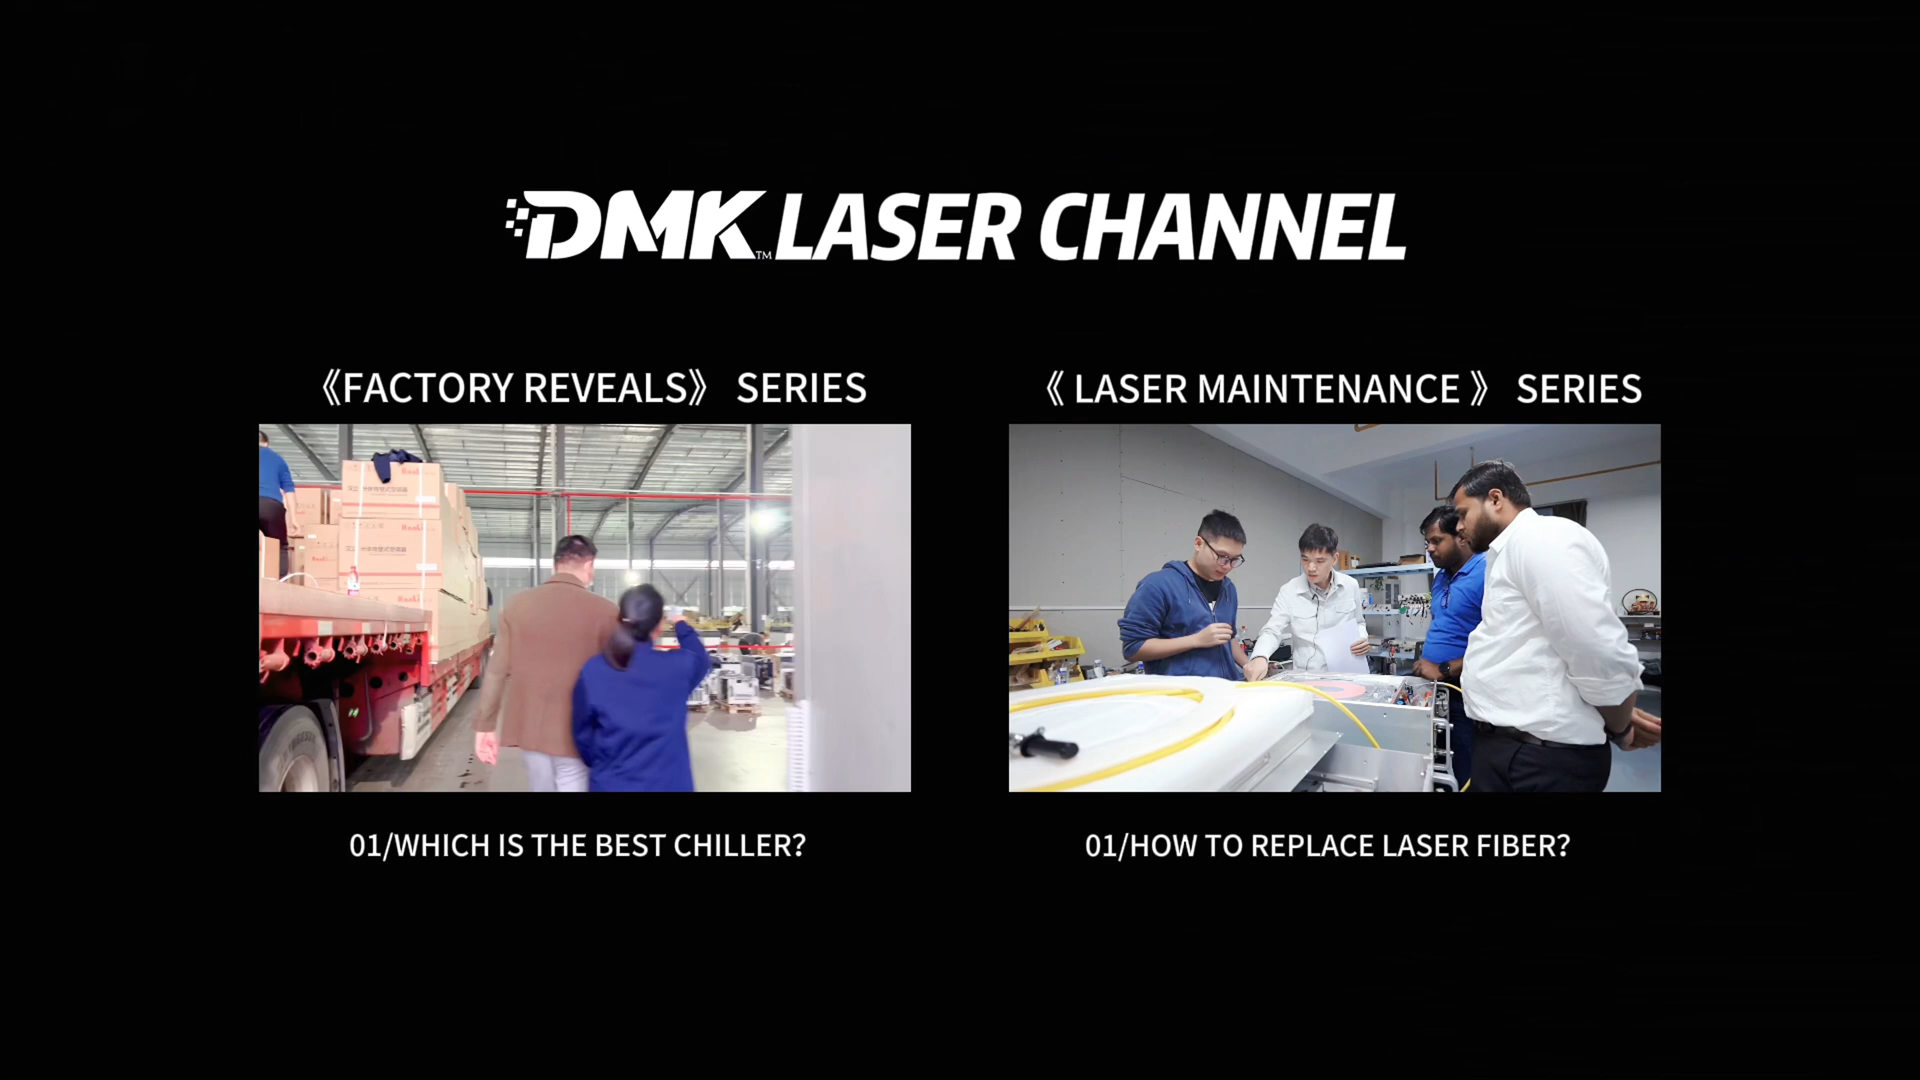 DMK™ LASER CHANNEL
《FACTORY REVEALS》 SERIES
《 LASER MAINTENANCE 》 SERIES
01/WHICH IS THE BEST CHILLER?
01/HOW TO REPLACE LASER FIBER?